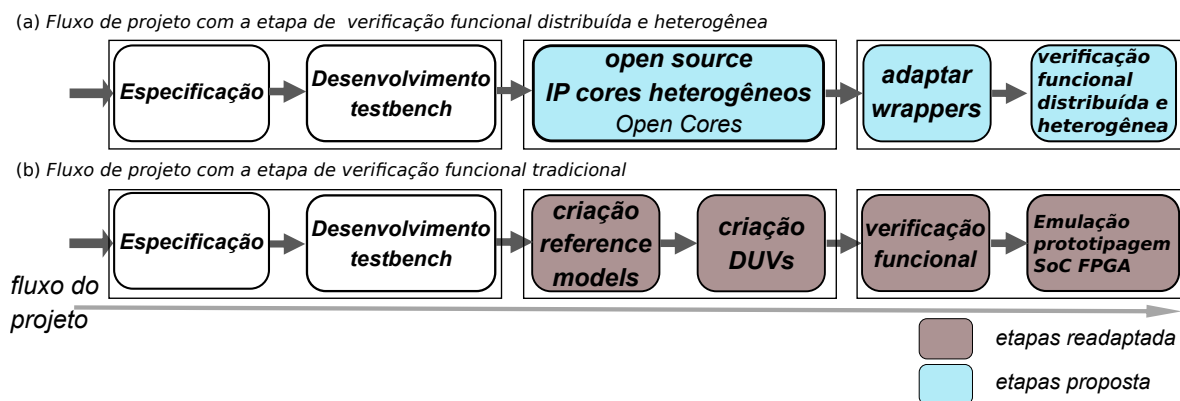 (a) Fluxo de projeto com a etapa de verificação funcional distribuída e heterogênea
Especificação
Desenvolvimento
testbench
open source
IP cores heterogêneos
Open Cores
adaptar
wrappers
verificação
funcional
distribuída e
heterogênea
(b) Fluxo de projeto com a etapa de verificação funcional tradicional
Especificação
Desenvolvimento
testbench
criação
reference
models
criação
DUVs
verificação
funcional
Emulação
prototipagem
SoC FPGA
fluxo do
projeto
etapas readaptada
etapas proposta